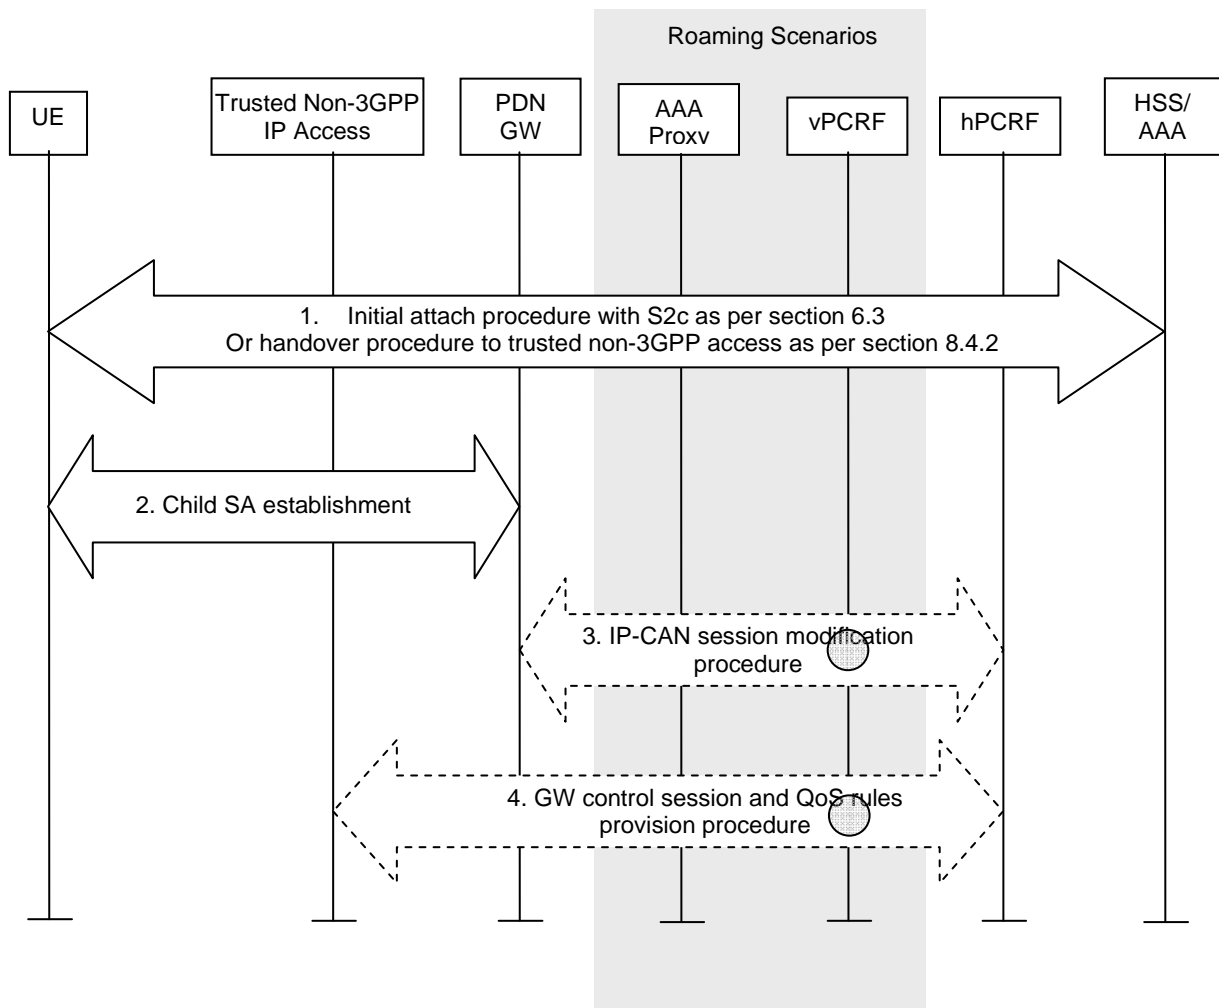 Roaming Scenarios
UE
Trusted Non-3GPP
IP Access
PDN
GW
AAA
Proxy
vPCRF
hPCRF
HSS/
AAA
1. Initial attach procedure with S2c as per section 6.3
Or handover procedure to trusted non-3GPP access as per section 8.4.2
2. Child SA establishment
3. IP-CAN session modification
procedure
4. GW control session and QoS rules
provision procedure